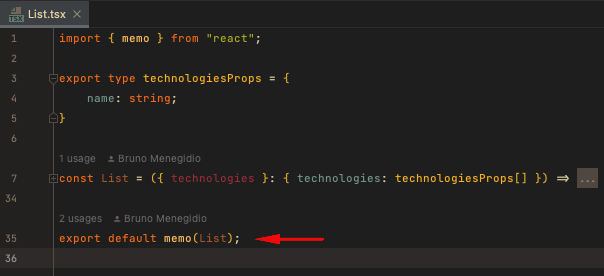 List.tsx
1 import { memo } from "react";
2
3 export type technologiesProps = {
4 name: string;
5 }
6
1 usage Bruno Menegidio
7 const List = ({ technologies }: { technologies: technologiesProps[] }) => ...
34
2 usages Bruno Menegidio
35 export default memo(List);
36